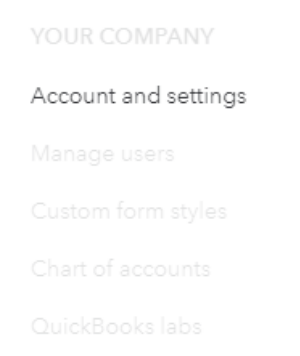 YOUR COMPANY
Account and settings
Manage users
Custom form styles
Chart of accounts
QuickBooks labs